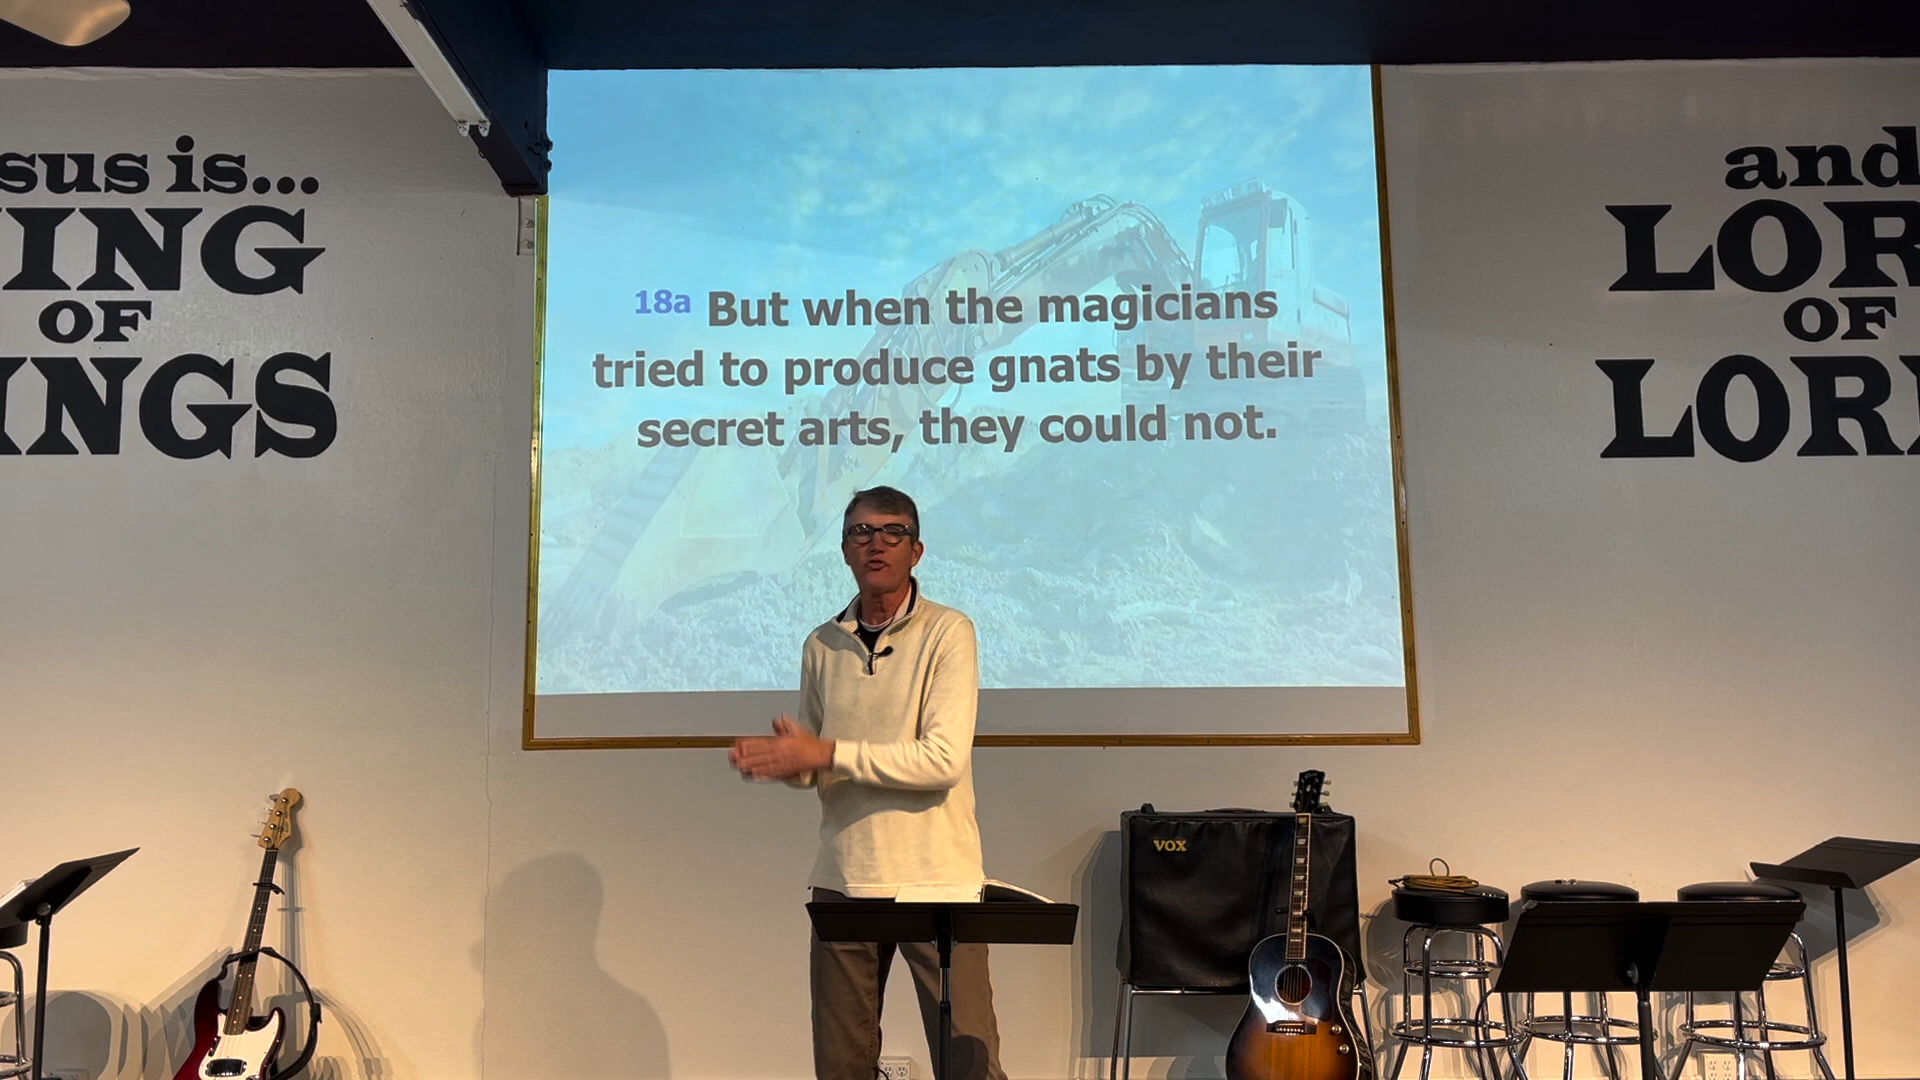 sus is...
ING
OF
INGS
18a But when the magicians
tried to produce gnats by their
secret arts, they could not.
and
LOR
OF
LOR
VOX